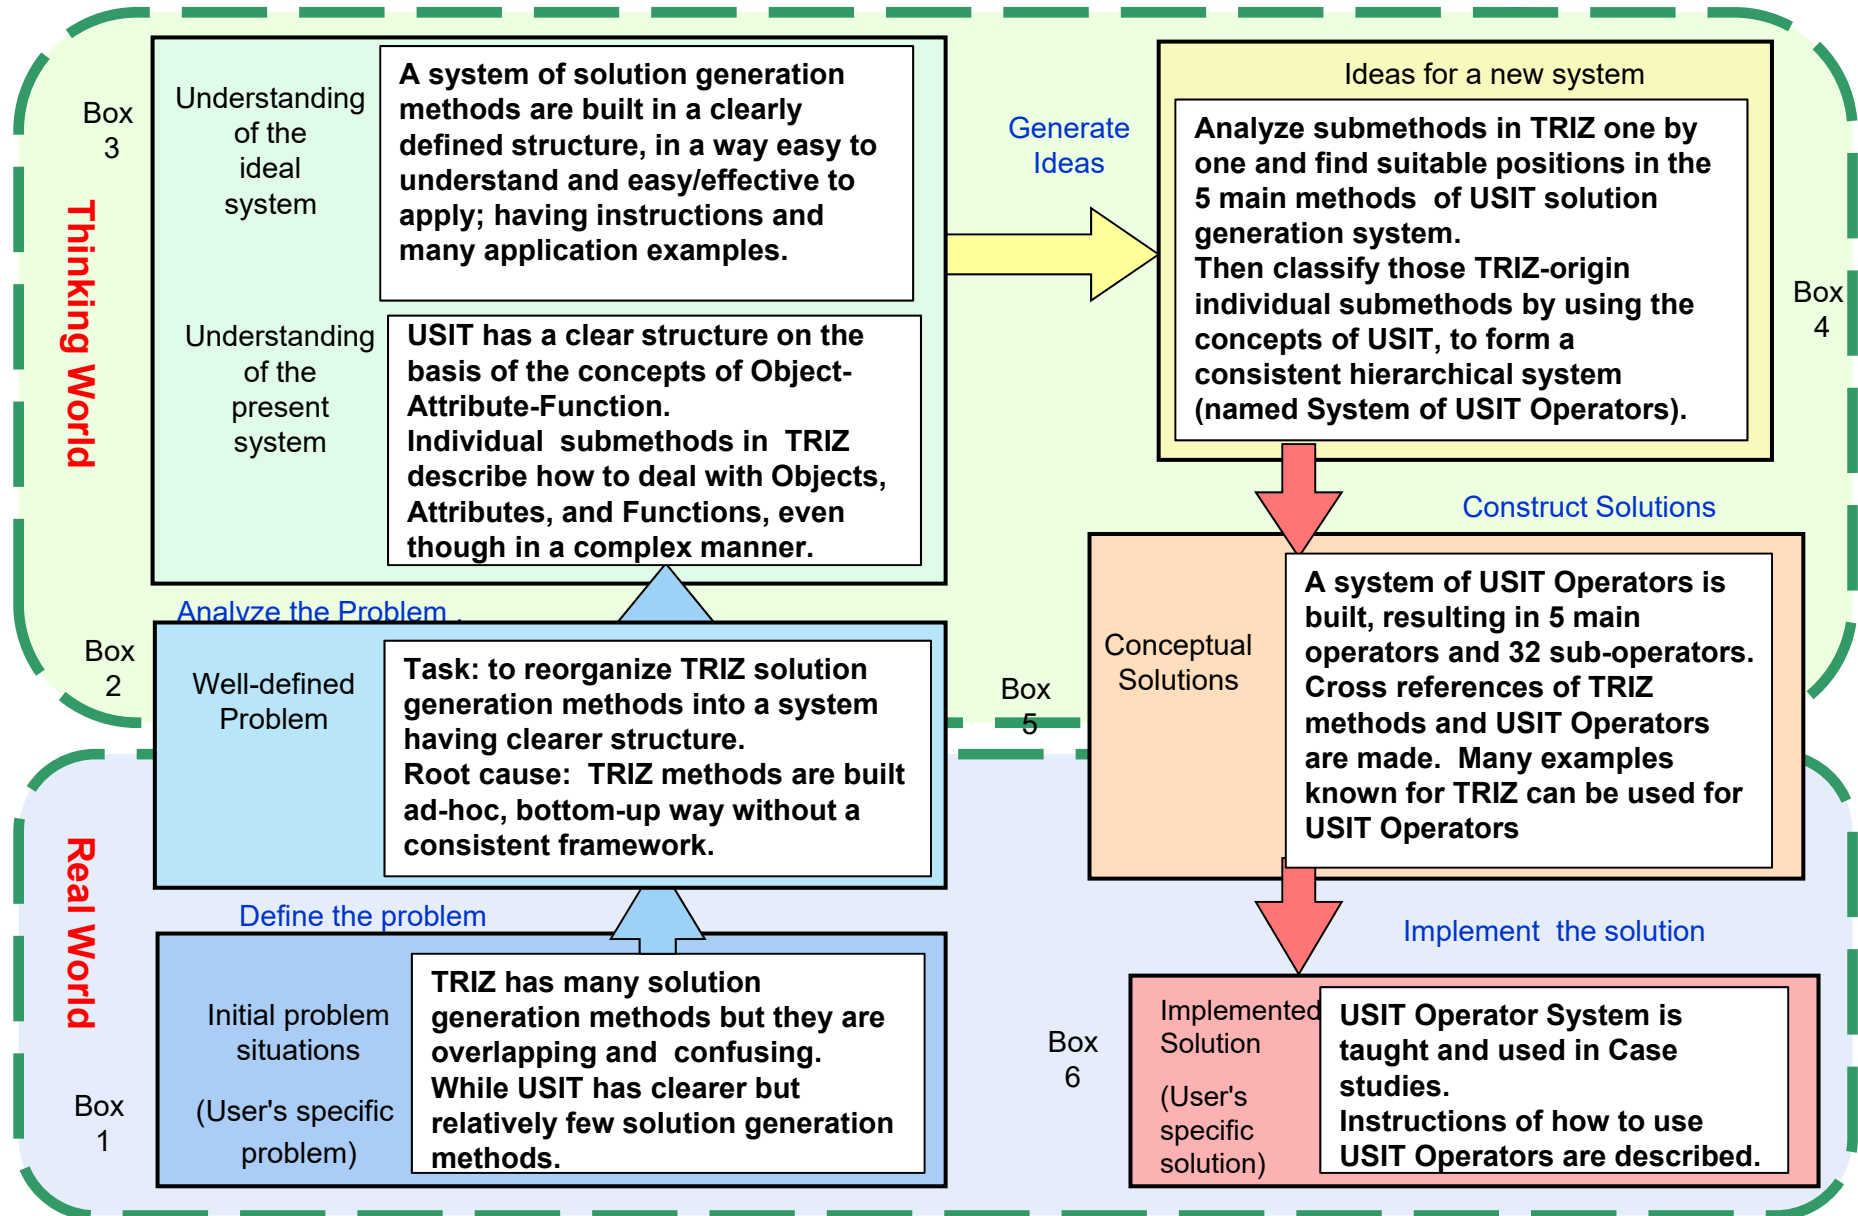 Box
3
Understanding
of the
ideal
system
A system of solution generation
methods are built in a clearly
defined structure, in a way easy to
understand and easy/effective to
apply; having instructions and
many application examples.
Understanding
of the
present
system
USIT has a clear structure on the
basis of the concepts of Object-
Attribute-Function.
Individual submethods in TRIZ
describe how to deal with Objects,
Attributes, and Functions, even
though in a complex manner.
Thinking World
Generate
Ideas
Ideas for a new system
Analyze submethods in TRIZ one by
one and find suitable positions in the
5 main methods of USIT solution
generation system.
Then classify those TRIZ-origin
individual submethods by using the
concepts of USIT, to form a
consistent hierarchical system
(named System of USIT Operators).
Box
4
Analyze the Problem .
Construct Solutions
Box
2
Well-defined
Problem
Task: to reorganize TRIZ solution
generation methods into a system
having clearer structure.
Root cause: TRIZ methods are built
ad-hoc, bottom-up way without a
consistent framework.
Box
5
Conceptual
Solutions
A system of USIT Operators is
built, resulting in 5 main
operators and 32 sub-operators.
Cross references of TRIZ
methods and USIT Operators
are made. Many examples
known for TRIZ can be used for
USIT Operators
Real World
Define the problem
Implement the solution
Box
1
Initial problem
situations
(User's specific
problem)
TRIZ has many solution
generation methods but they are
overlapping and confusing.
While USIT has clearer but
relatively few solution generation
methods.
Box
6
Implemented
Solution
(User's
specific
solution)
USIT Operator System is
taught and used in Case
studies.
Instructions of how to use
USIT Operators are described.